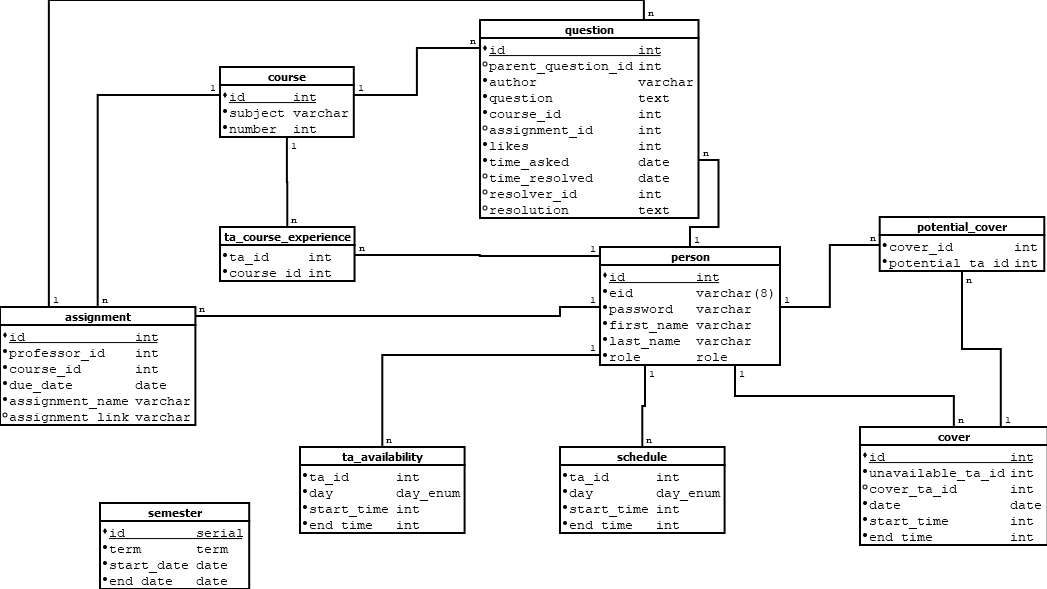 question
id int
parent_question_id int
author varchar
question text
course_id int
assignment_id int
likes int
time_asked date
time_resolved date
resolver_id int
resolution text
course
id int
subject varchar
number int
ta_course_experience
ta_id int
course_id int
potential_cover
cover_id int
potential_ta_id int
person
id int
eid varchar(8)
password varchar
first_name varchar
last_name varchar
role role
assignment
id int
professor_id int
course_id int
due_date date
assignment_name varchar
assignment_link varchar
ta_availability
ta_id int
day day_enum
start_time int
end_time int
schedule
ta_id int
day day_enum
start_time int
end_time int
cover
id int
unavailable_ta_id int
cover_ta_id int
date date
start_time int
end_time int
semester
id serial
term term
start_date date
end_date date
n
n
1
1
1
n
n
1
n
1
n
1
1
n
1
n
n
1
1
n
1
n
1
1
n
n